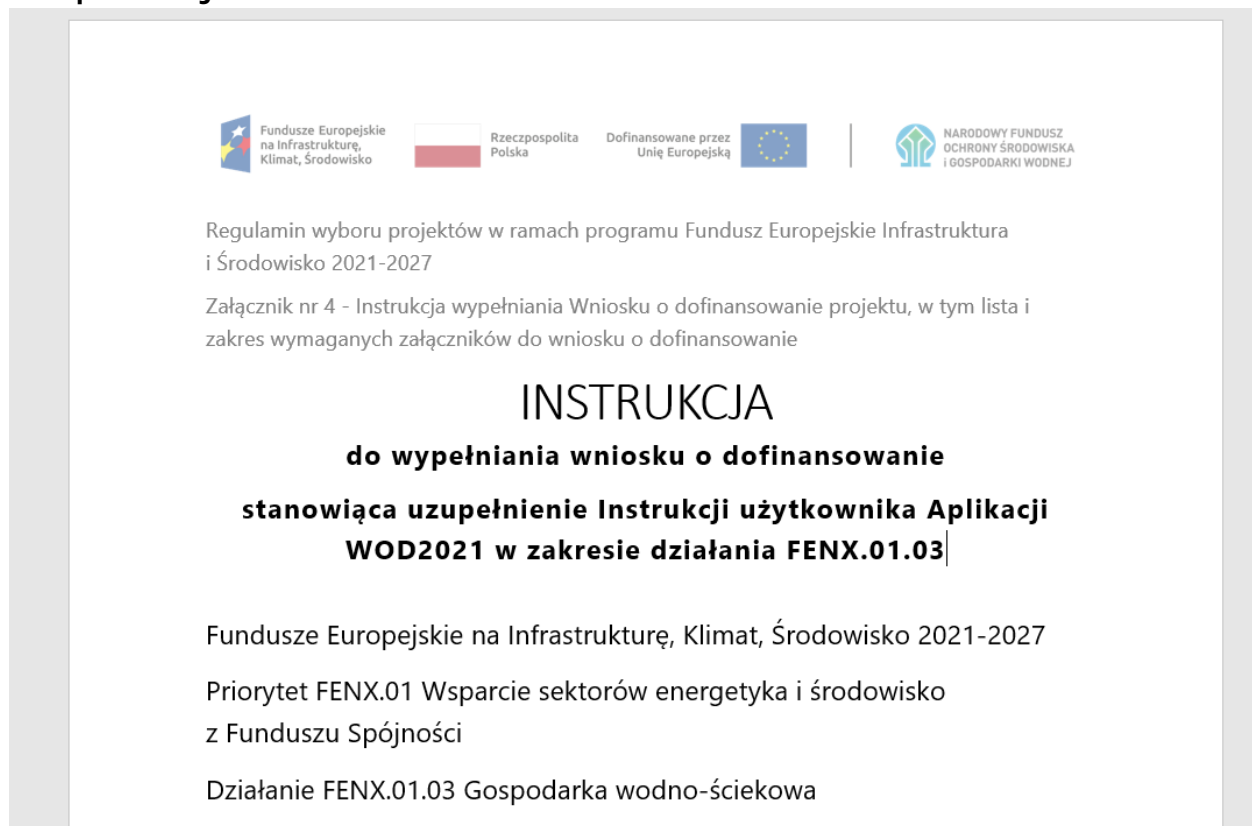 Fundusze Europejskie
na Infrastrukturę,
Klimat, Środowisko
Rzeczpospolita
Polska
Dofinansowane przez
Unię Europejską
NARODOWY FUNDUSZ
OCHRONY ŚRODOWISKA
I GOSPODARKI WODNEJ
Regulamin wyboru projektów w ramach programu Fundusz Europejskie Infrastruktura
i Środowisko 2021-2027
Załącznik nr 4 - Instrukcja wypełniania Wniosku o dofinansowanie projektu, w tym lista i
zakres wymaganych załączników do wniosku o dofinansowanie
INSTRUKCJA
do wypełniania wniosku o dofinansowanie
stanowiąca uzupełnienie Instrukcji użytkownika Aplikacji
WOD2021 w zakresie działania FENX.01.03
Fundusze Europejskie na Infrastrukturę, Klimat, Środowisko 2021-2027
Priorytet FENX.01 Wsparcie sektorów energetyka i środowisko
z Funduszu Spójności
Działanie FENX.01.03 Gospodarka wodno-ściekowa